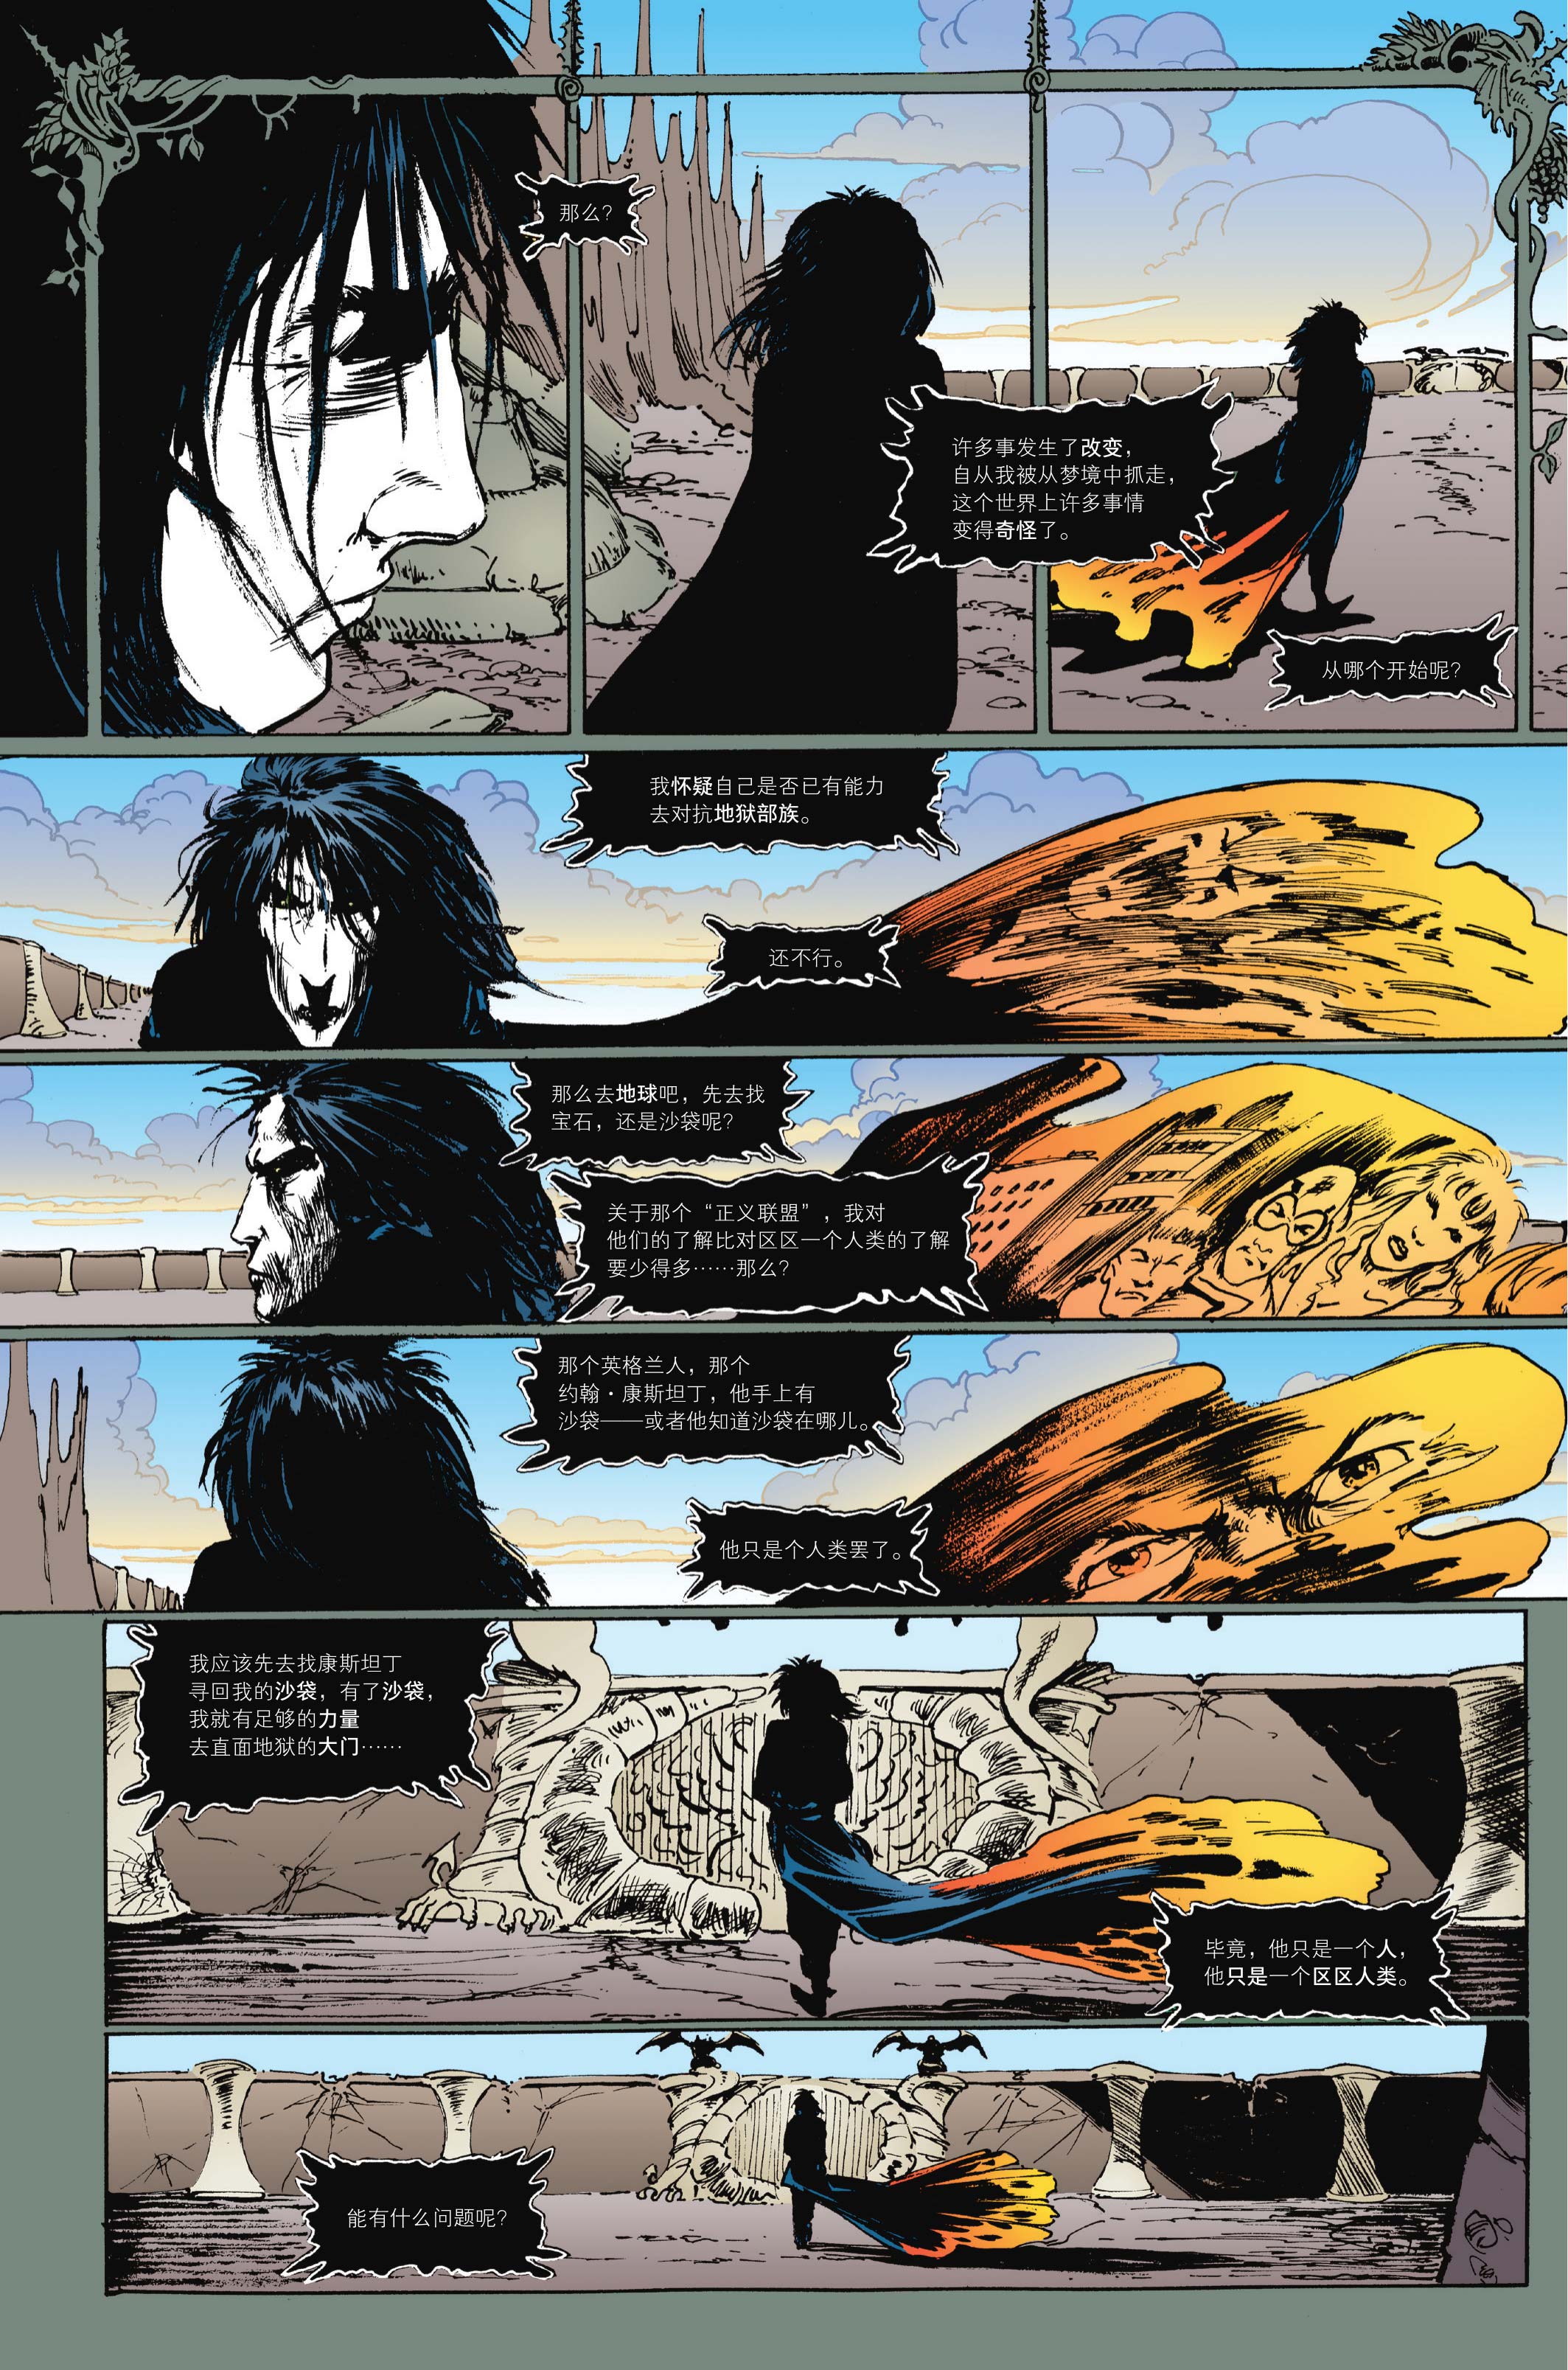 那么?
许多事发生了改变,
自从我被从梦境中抓走,
这个世界上许多事情
变得奇怪了。
从哪个开始呢?
我怀疑自己是否已有能力
去对抗地狱部族。
还不行。
那么去地球吧，先去找
宝石，还是沙袋呢?
关于那个“正义联盟”，我对
他们的了解比对区区一个人类的了解
要少得多……那么?
那个英格兰人，那个
约翰·康斯坦丁，他手上有
沙袋——或者他知道沙袋在哪儿。
他只是个人类罢了。
我应该先去找康斯坦丁
寻回我的沙袋，有了沙袋,
我就有足够的力量
去直面地狱的大门……
毕竟，他只是一个人,
他只是一个区区人类。
能有什么问题呢?